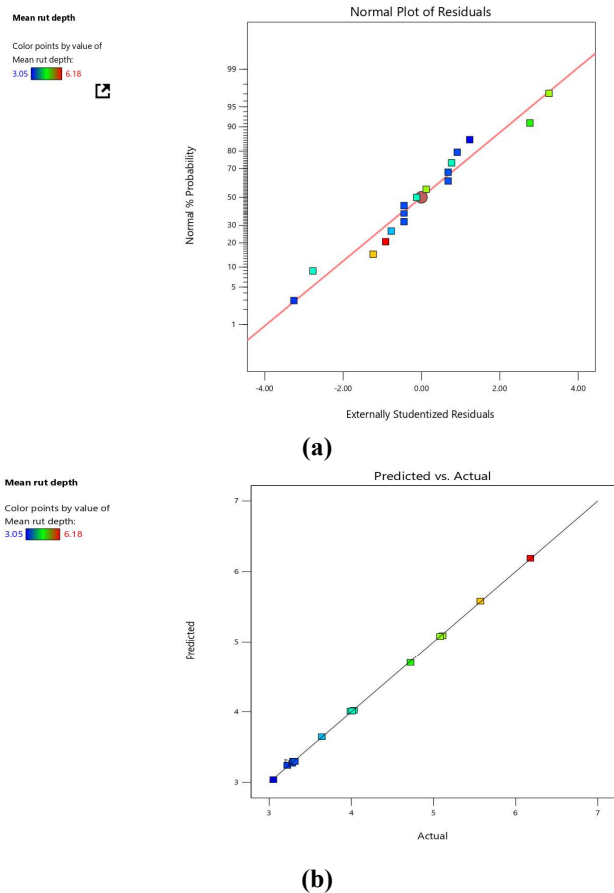 Mean rut depth
Color points by value of
Mean rut depth:
3.05 6.18
Normal Plot of Residuals
Normal % Probability
99
95
90
80
70
50
30
20
10
5
1
-4.00 -2.00 0.00 2.00 4.00
Externally Studentized Residuals
(a)
Mean rut depth
Color points by value of
Mean rut depth:
3.05 6.18
Predicted vs. Actual
Predicted
7
6
5
4
3
3 4 5 6 7
Actual
(b)